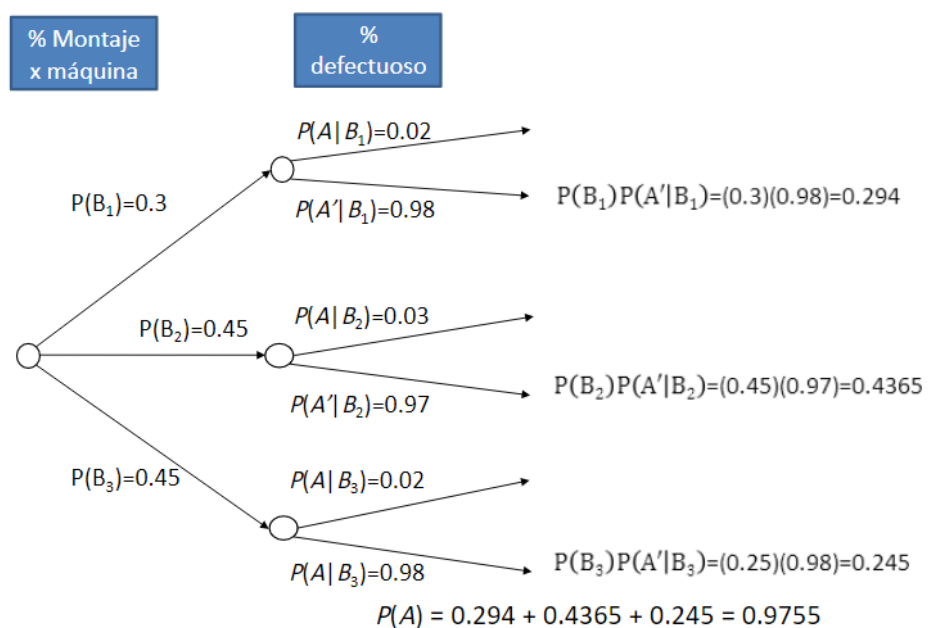 % Montaje
x máquina
%
defectuoso
P(A|B₁)=0.02
P(B₁)=0.3
P(A′|B₁)=0.98
P(B₁)P(A′|B₁)=(0.3)(0.98)=0.294
P(A|B₂)=0.03
P(B₂)=0.45
P(A′|B₂)=0.97
P(B₂)P(A′|B₂)=(0.45)(0.97)=0.4365
P(B₃)=0.45
P(A|B₃)=0.02
P(A|B₃)=0.98
P(B₃)P(A′|B₃)=(0.25)(0.98)=0.245
P(A) = 0.294 + 0.4365 + 0.245 = 0.9755